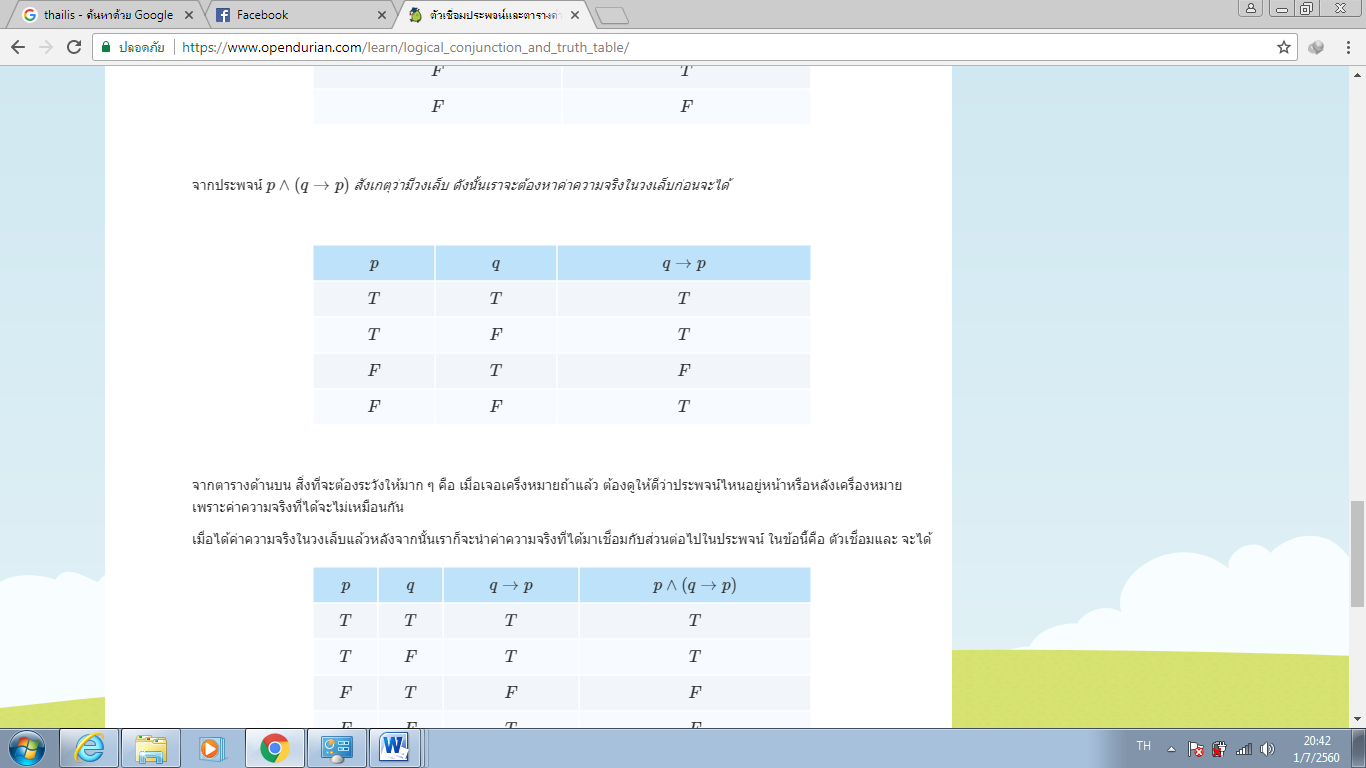 thailis - ค้นหาด้วย Google
Facebook
ตัวเชื่อมประพจน์และตารางค่า
ปลอดภัย https://www.opendurian.com/learn/logical_conjunction_and_truth_table/
F T
F F
จากประพจน์ p ∧ (q → p) สังเกตุว่ามีวงเล็บ ดังนั้นเราจะต้องหาค่าความจริงในวงเล็บก่อนจะได้
p q q → p
T T T
T F T
F T F
F F T
จากตารางด้านบน สิ่งที่จะต้องระวังให้มาก ๆ คือ เมื่อเจอเครื่งหมายถ้าแล้ว ต้องดูให้ดีว่าประพจน์ไหนอยู่หน้าหรือหลังเครื่องหมาย
เพราะค่าความจริงที่ได้จะไม่เหมือนกัน
เมื่อได้ค่าความจริงในวงเล็บแล้วหลังจากนั้นเราก็จะนำค่าความจริงที่ได้มาเชื่อมกับส่วนต่อไปในประพจน์ ในข้อนี้คือ ตัวเชื่อมและ จะได้
p q q → p p ∧ (q → p)
T T T T
T F T T
F T F F
F F T F
TH
20:42
1/7/2560